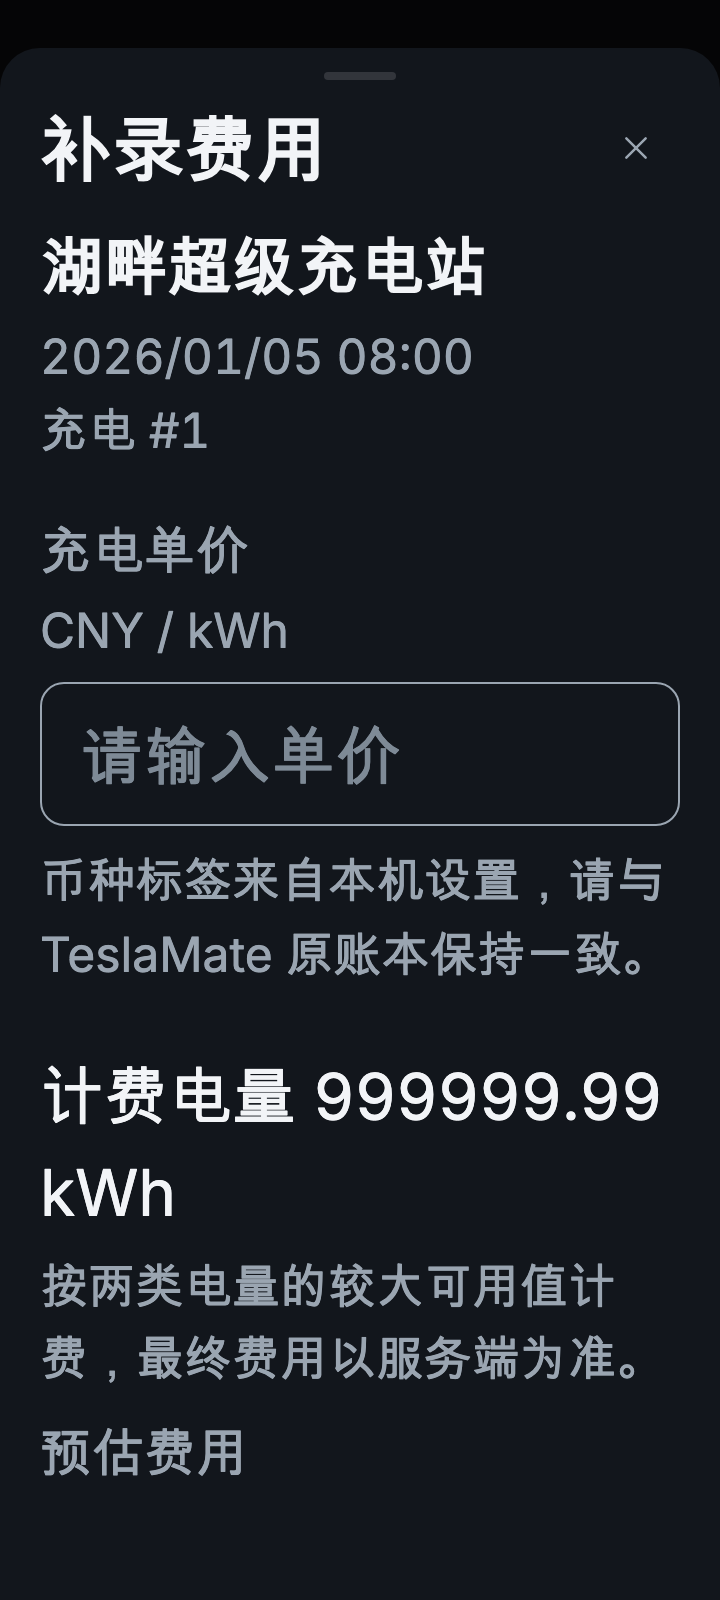 补录费用
湖畔超级充电站
2026/01/05 08:00
充电 #1
充电单价
CNY / kWh
请输入单价
币种标签来自本机设置，请与
TeslaMate 原账本保持一致。
计费电量 999999.99
kWh
按两类电量的较大可用值计
费，最终费用以服务端为准。
预估费用